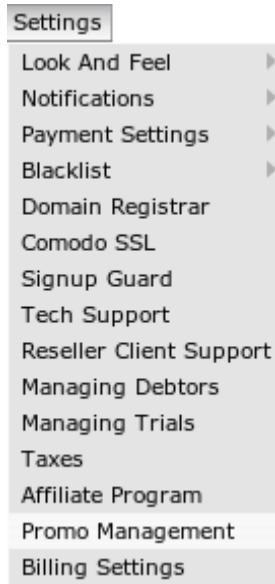 Settings
Look And Feel
Notifications
Payment Settings
Blacklist
Domain Registrar
Comodo SSL
Signup Guard
Tech Support
Reseller Client Support
Managing Debtors
Managing Trials
Taxes
Affiliate Program
Promo Management
Billing Settings